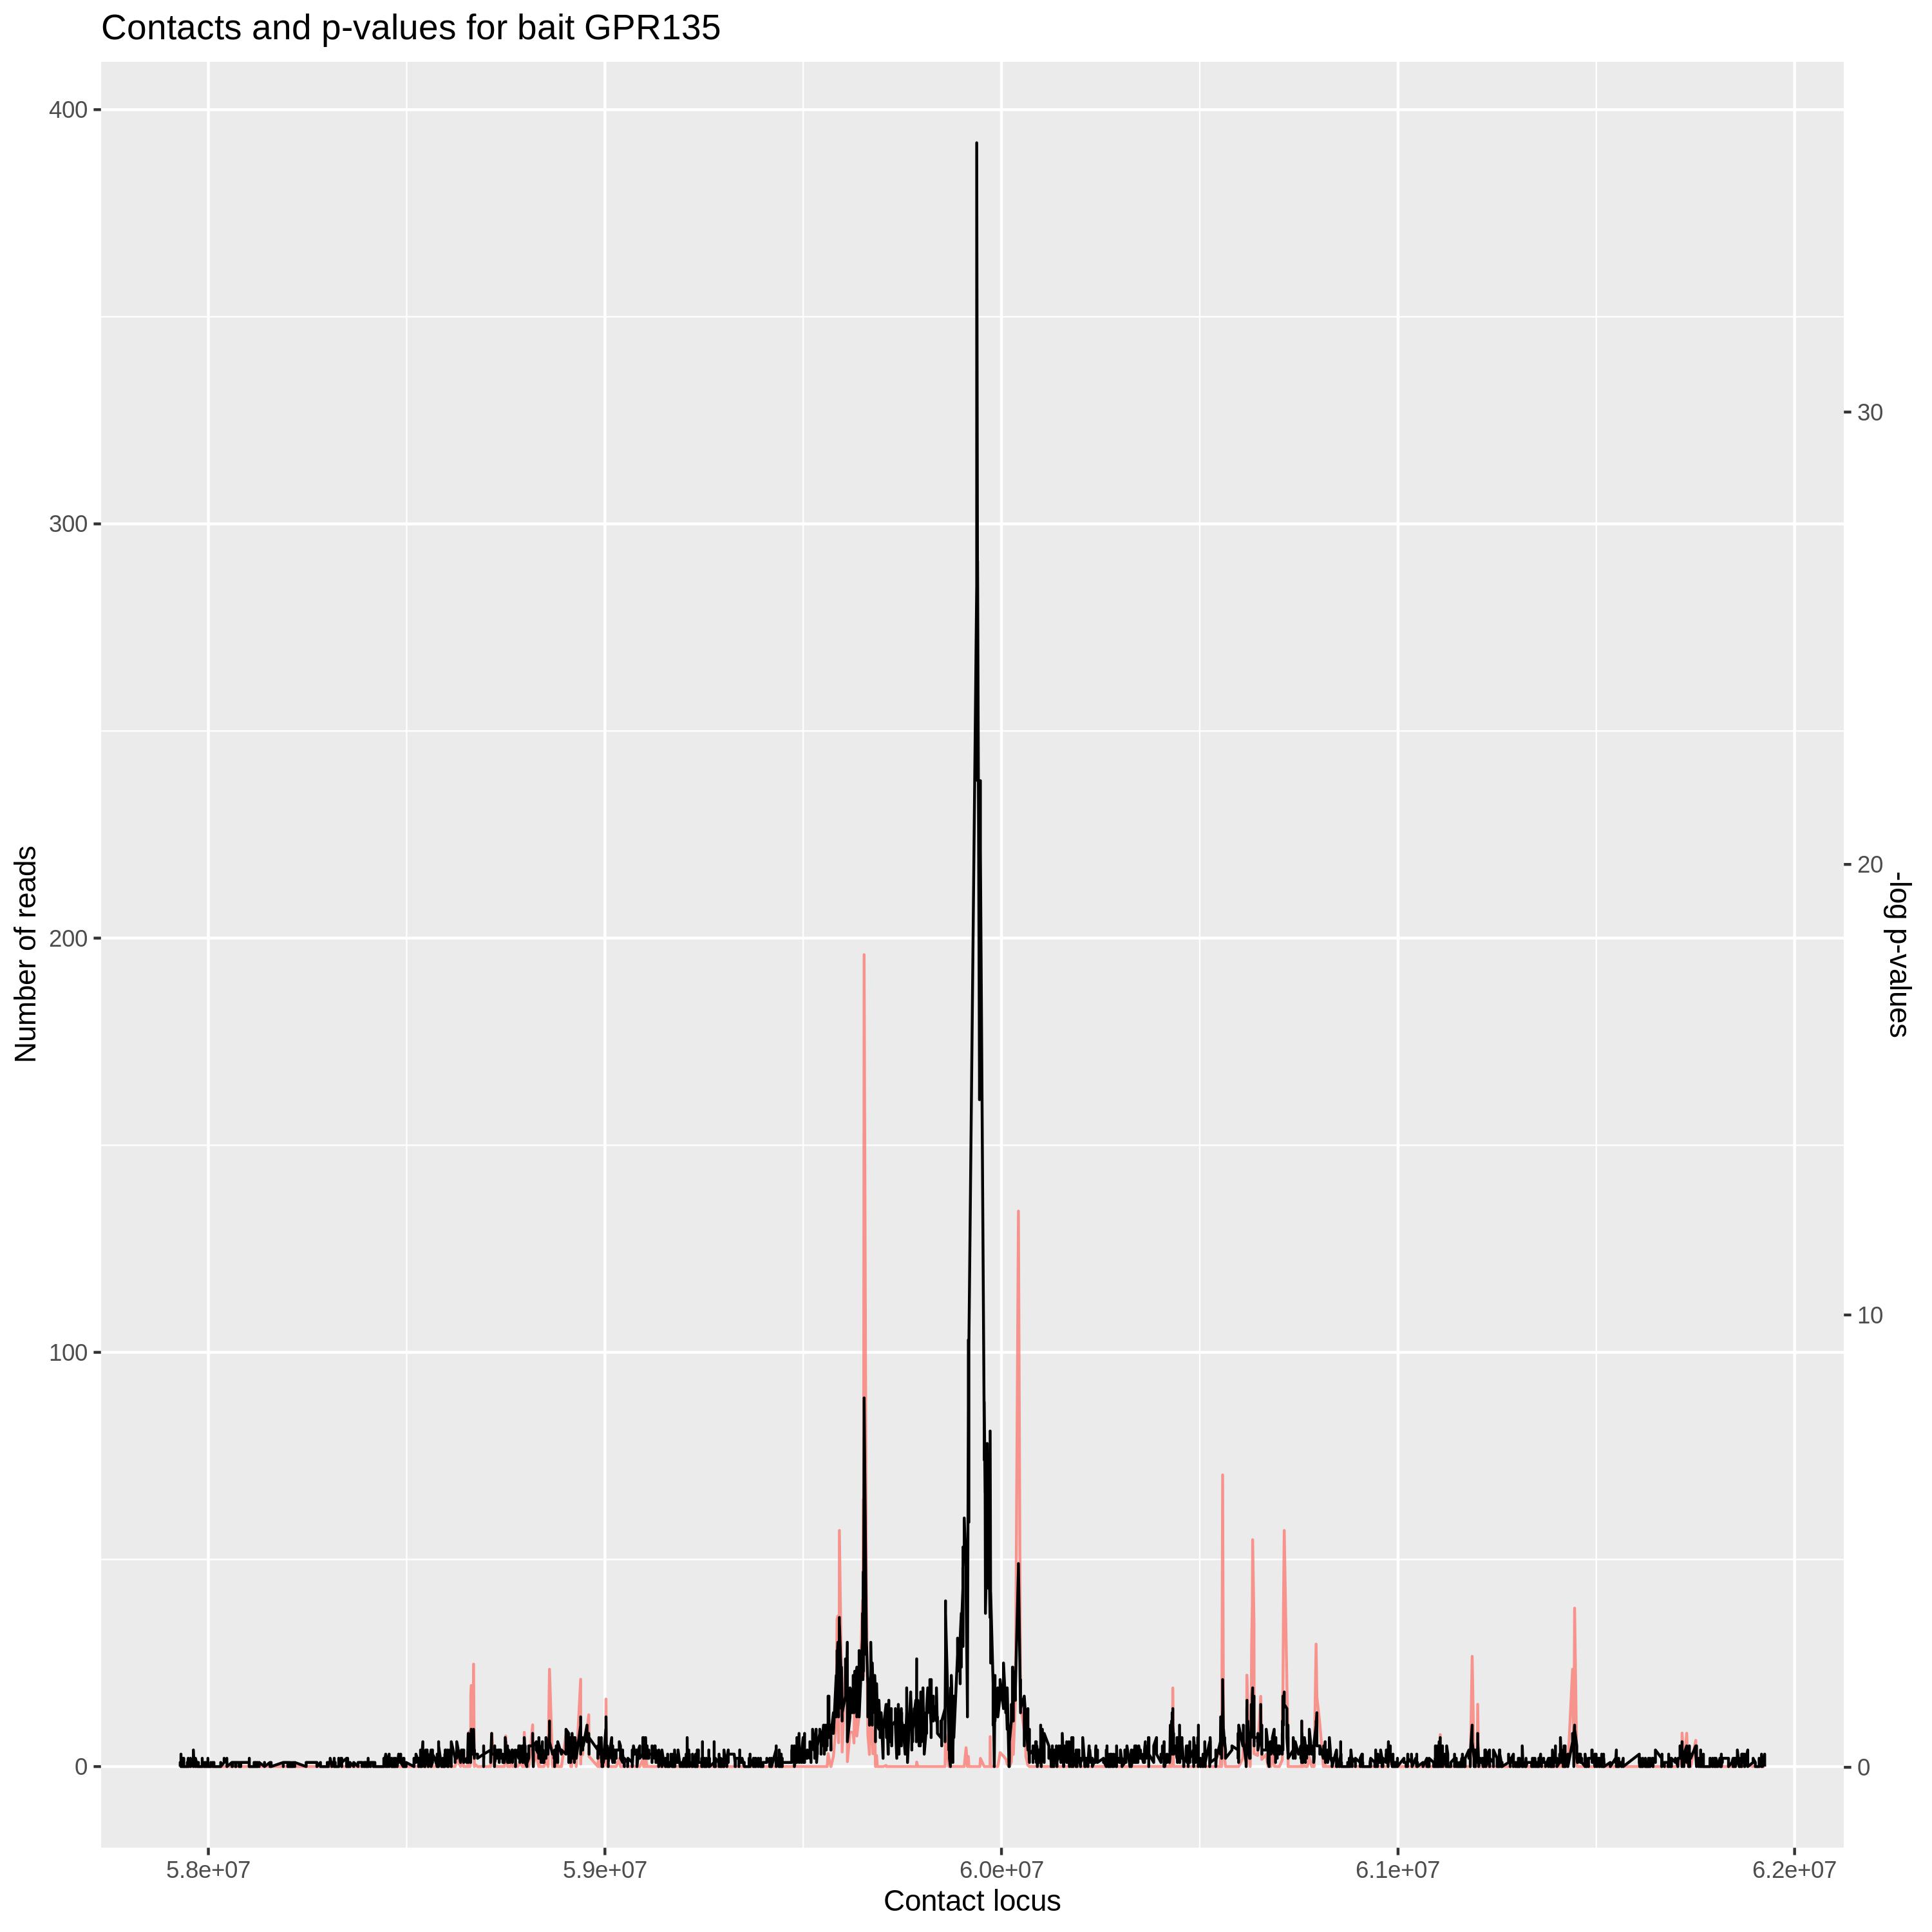 Contacts and p-values for bait GPR135
400
300
200
100
0
Number of reads
30
20
10
0
-log p-values
5.8e+07
5.9e+07
6.0e+07
6.1e+07
6.2e+07
Contact locus